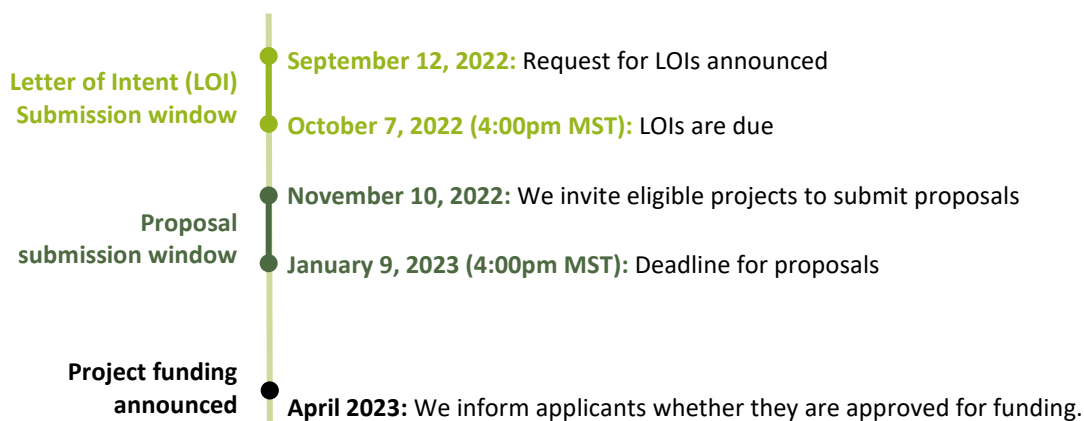 Letter of Intent (LOI)
Submission window
September 12, 2022: Request for LOIs announced
October 7, 2022 (4:00pm MST): LOIs are due
Proposal
submission window
November 10, 2022: We invite eligible projects to submit proposals
January 9, 2023 (4:00pm MST): Deadline for proposals
Project funding
announced
April 2023: We inform applicants whether they are approved for funding.